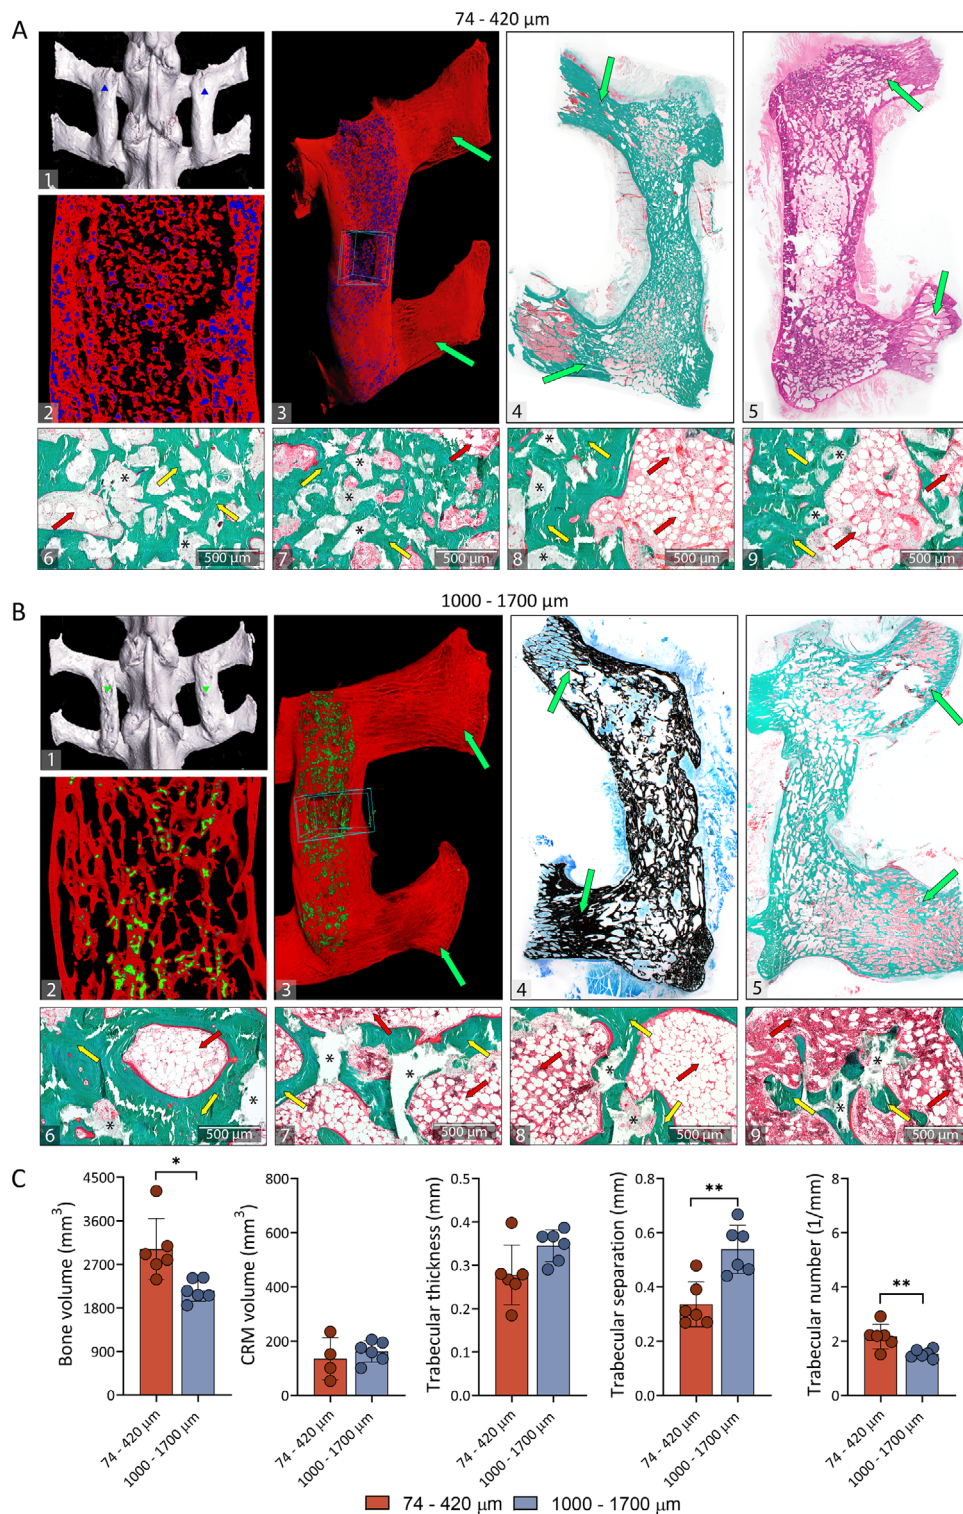 74 - 420 µm
A
1
2
3
4
5
*
*
*
6
500 µm
*
*
*
7
500 µm
*
*
*
8
500 µm
*
*
9
500 µm
1000 - 1700 µm
B
1
2
3
4
5
*
*
6
500 µm
*
*
7
500 µm
*
*
8
500 µm
*
*
9
500 µm
C
Bone volume (mm³)
4500
3600
2700
1800
900
0
*
74 - 420 µm
1000 - 1700 µm
CRM volume (mm³)
800
600
400
200
0
74 - 420 µm
1000 - 1700 µm
Trabecular thickness (mm)
0.5
0.4
0.3
0.2
0.1
0.0
74 - 420 µm
1000 - 1700 µm
Trabecular separation (mm)
0.8
0.6
0.4
0.2
0.0
**
74 - 420 µm
1000 - 1700 µm
Trabecular number (1/mm)
8
6
4
2
0
**
74 - 420 µm
1000 - 1700 µm
74 - 420 µm
1000 - 1700 µm